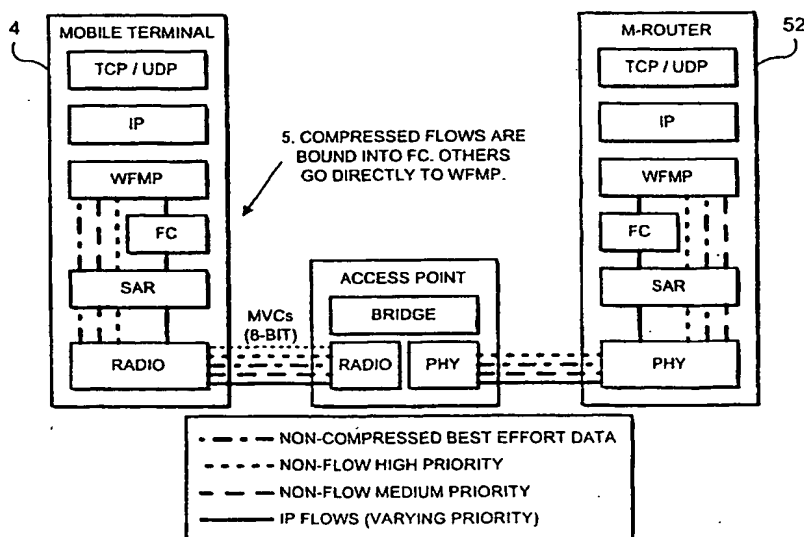 4
MOBILE TERMINAL
TCP / UDP
IP
WFMP
FC
SAR
RADIO
5. COMPRESSED FLOWS ARE
BOUND INTO FC. OTHERS
GO DIRECTLY TO WFMP.
MVCs
(8-BIT)
ACCESS POINT
BRIDGE
RADIO
PHY
M-ROUTER
52
TCP / UDP
IP
WFMP
FC
SAR
PHY
NON-COMPRESSED BEST EFFORT DATA
NON-FLOW HIGH PRIORITY
NON-FLOW MEDIUM PRIORITY
IP FLOWS (VARYING PRIORITY)